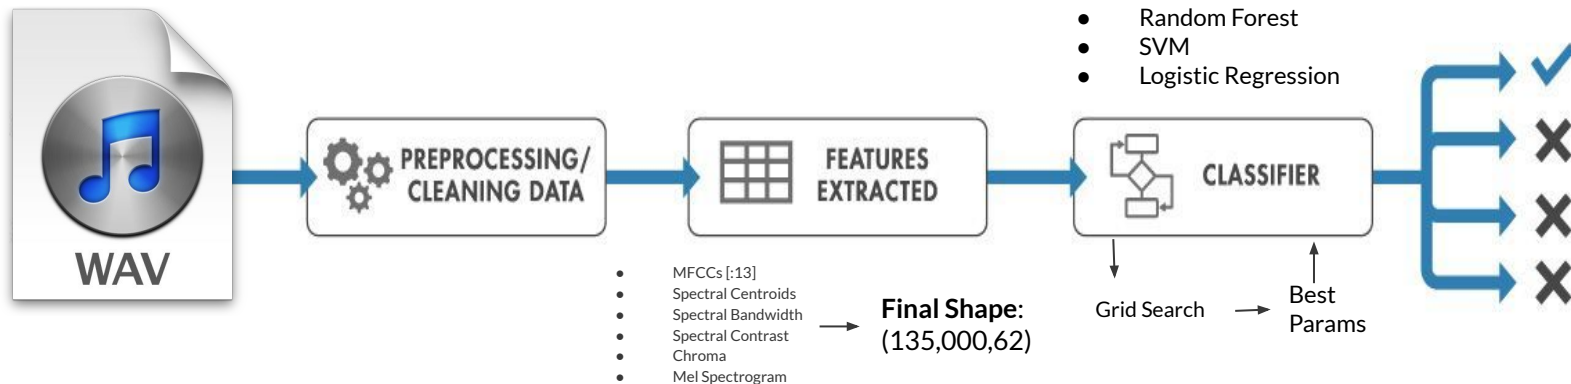 WAV
PREPROCESSING/
CLEANING DATA
FEATURES
EXTRACTED
● MFCCs [:13]
● Spectral Centroids
● Spectral Bandwidth
● Spectral Contrast
● Chroma
● Mel Spectrogram
Final Shape:
(135,000,62)
● Random Forest
● SVM
● Logistic Regression
CLASSIFIER
Grid Search
Best
Params